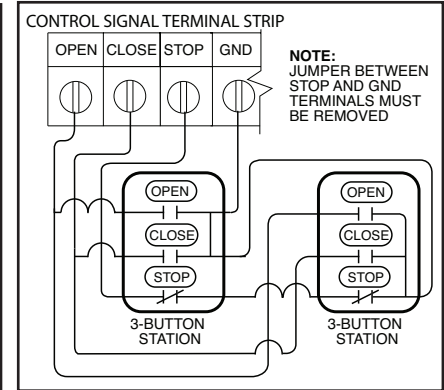 CONTROL SIGNAL TERMINAL STRIP
OPEN CLOSE STOP GND
NOTE:
JUMPER BETWEEN
STOP AND GND
TERMINALS MUST
BE REMOVED
OPEN
CLOSE
STOP
3-BUTTON
STATION
OPEN
CLOSE
STOP
3-BUTTON
STATION